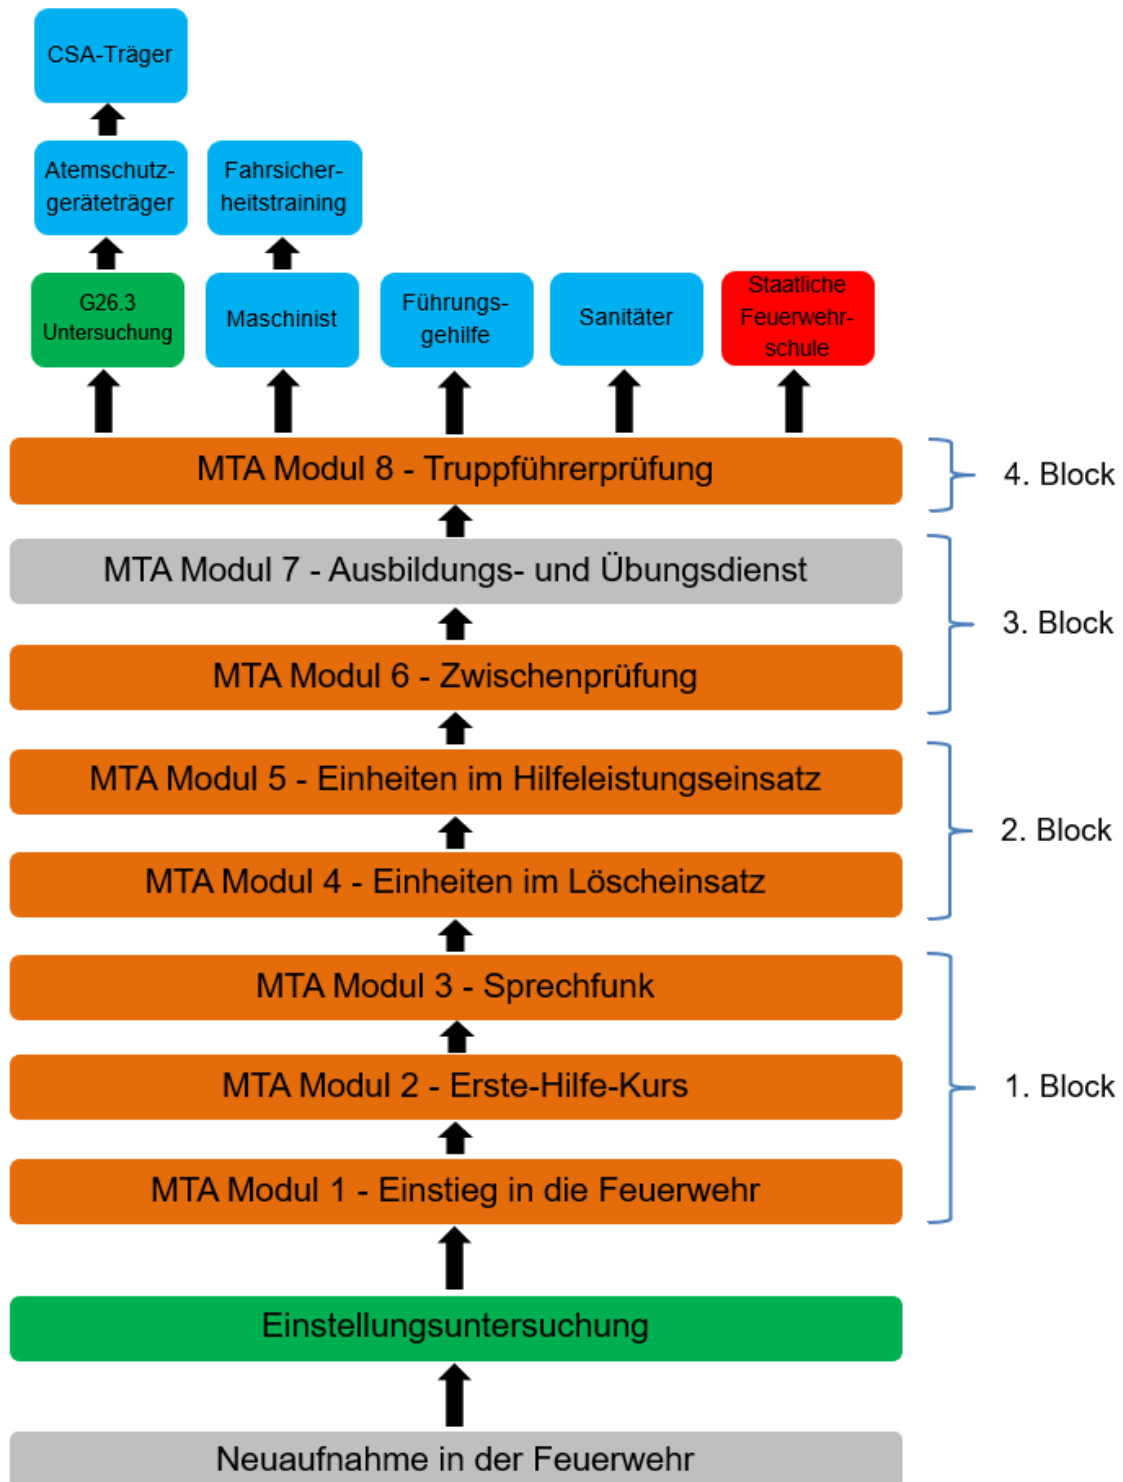 CSA-Träger
Atemschutz-
geräteträger
Fahrsicher-
heitstraining
G26.3
Untersuchung
Maschinist
Führungs-
gehilfe
Sanitäter
Staatliche
Feuerwehr-
schule
MTA Modul 8 - Truppführerprüfung
4. Block
MTA Modul 7 - Ausbildungs- und Übungsdienst
3. Block
MTA Modul 6 - Zwischenprüfung
MTA Modul 5 - Einheiten im Hilfeleistungseinsatz
2. Block
MTA Modul 4 - Einheiten im Löscheinsatz
MTA Modul 3 - Sprechfunk
MTA Modul 2 - Erste-Hilfe-Kurs
1. Block
MTA Modul 1 - Einstieg in die Feuerwehr
Einstellungsuntersuchung
Neuaufnahme in der Feuerwehr